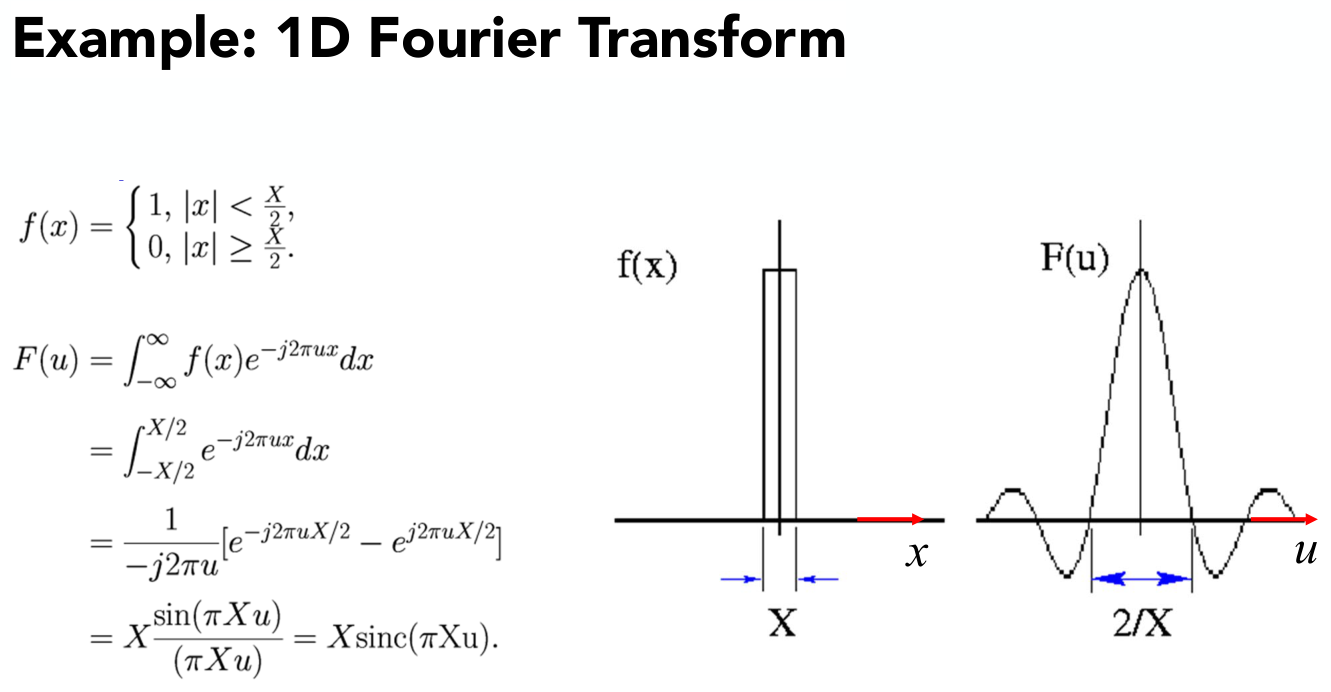 Example: 1D Fourier Transform
f(x) = { 1, |x| < X/2,
0, |x| ≥ X/2.
F(u) = ∫_{-∞}^{∞} f(x)e^{-j2πux}dx
= ∫_{-X/2}^{X/2} e^{-j2πux}dx
= 1/(-j2πu) [e^{-j2πuX/2} − e^{j2πuX/2}]
= X sin(πXu)/(πXu) = Xsinc(πXu).
f(x)
x
X
F(u)
u
2/X